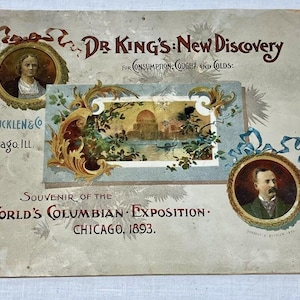 DR KING'S: NEW DISCOVERY
FOR CONSUMPTION, COUGHS AND COLDS:
UCKLEN & CO
ago, ILL.
SOUVENIR OF THE
WORLD'S COLUMBIAN · EXPOSITION ·
CHICAGO, 1893.